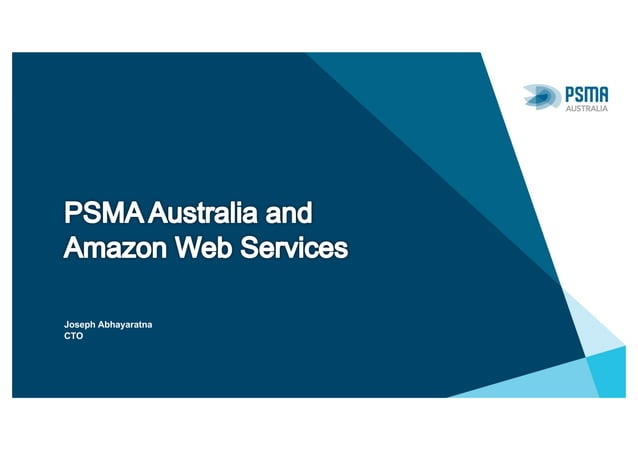 PSMA
AUSTRALIA
PSMA Australia and
Amazon Web Services
Joseph Abhayaratna
CTO